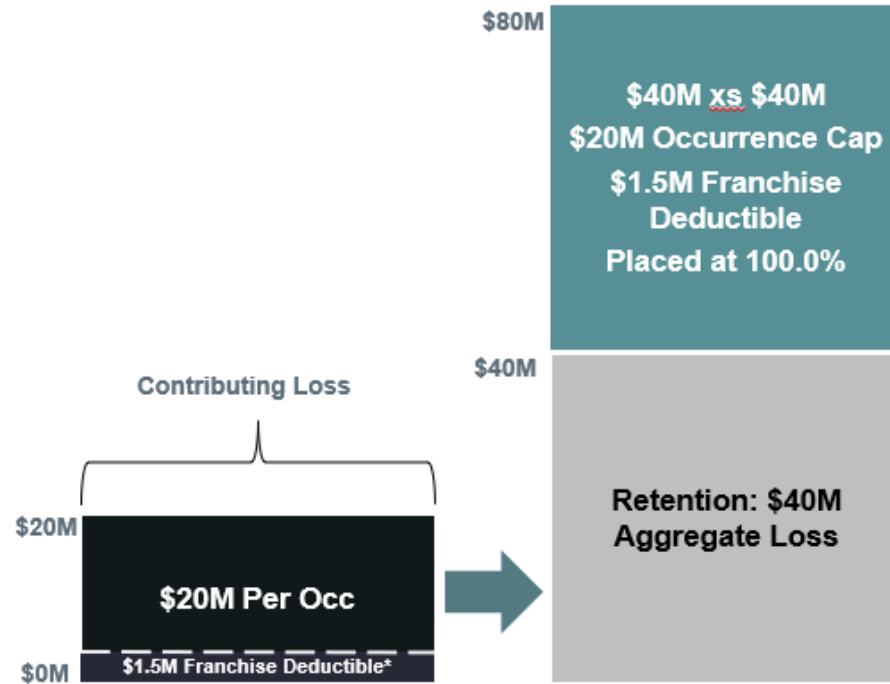 $80M
$40M xs $40M
$20M Occurrence Cap
$1.5M Franchise
Deductible
Placed at 100.0%
$40M
Contributing Loss
Retention: $40M
Aggregate Loss
$20M
$20M Per Occ
$1.5M Franchise Deductible*
$0M